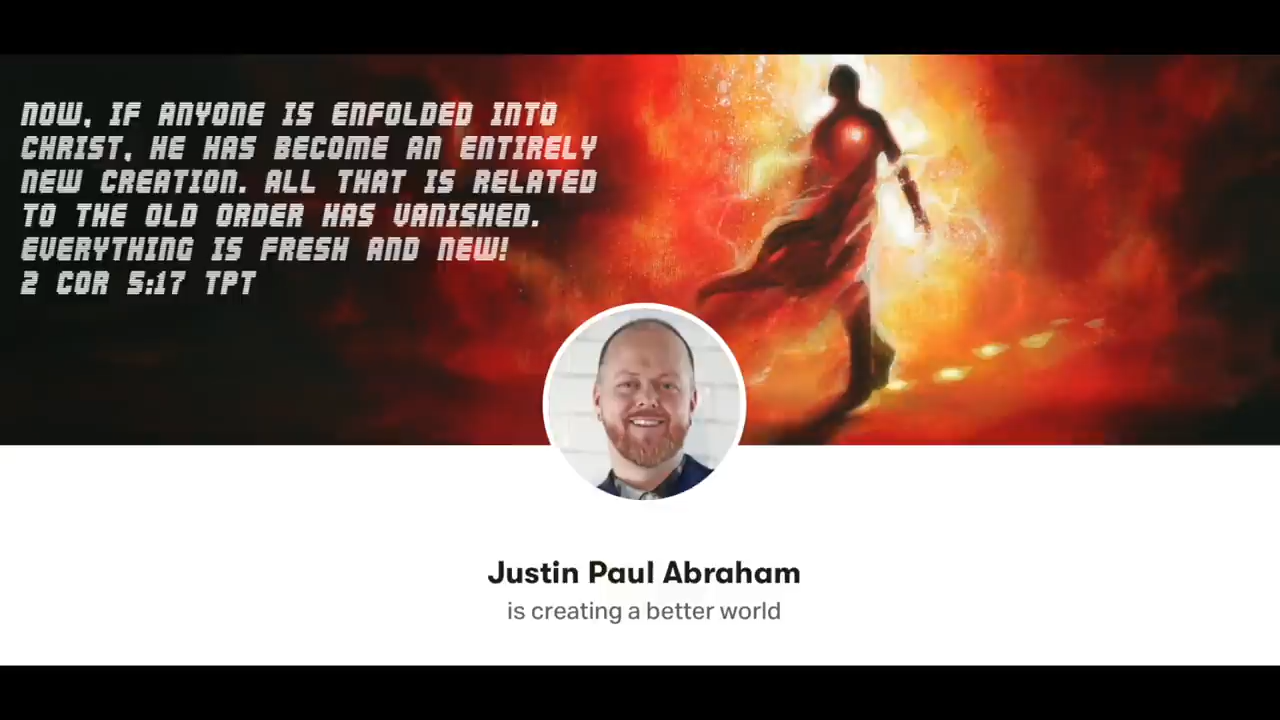 NOW, IF ANYONE IS ENFOLDED INTO
CHRIST, HE HAS BECOME AN ENTIRELY
NEW CREATION. ALL THAT IS RELATED
TO THE OLD ORDER HAS VANISHED.
EVERYTHING IS FRESH AND NEW!
2 COR 5:17 TPT
Justin Paul Abraham
is creating a better world